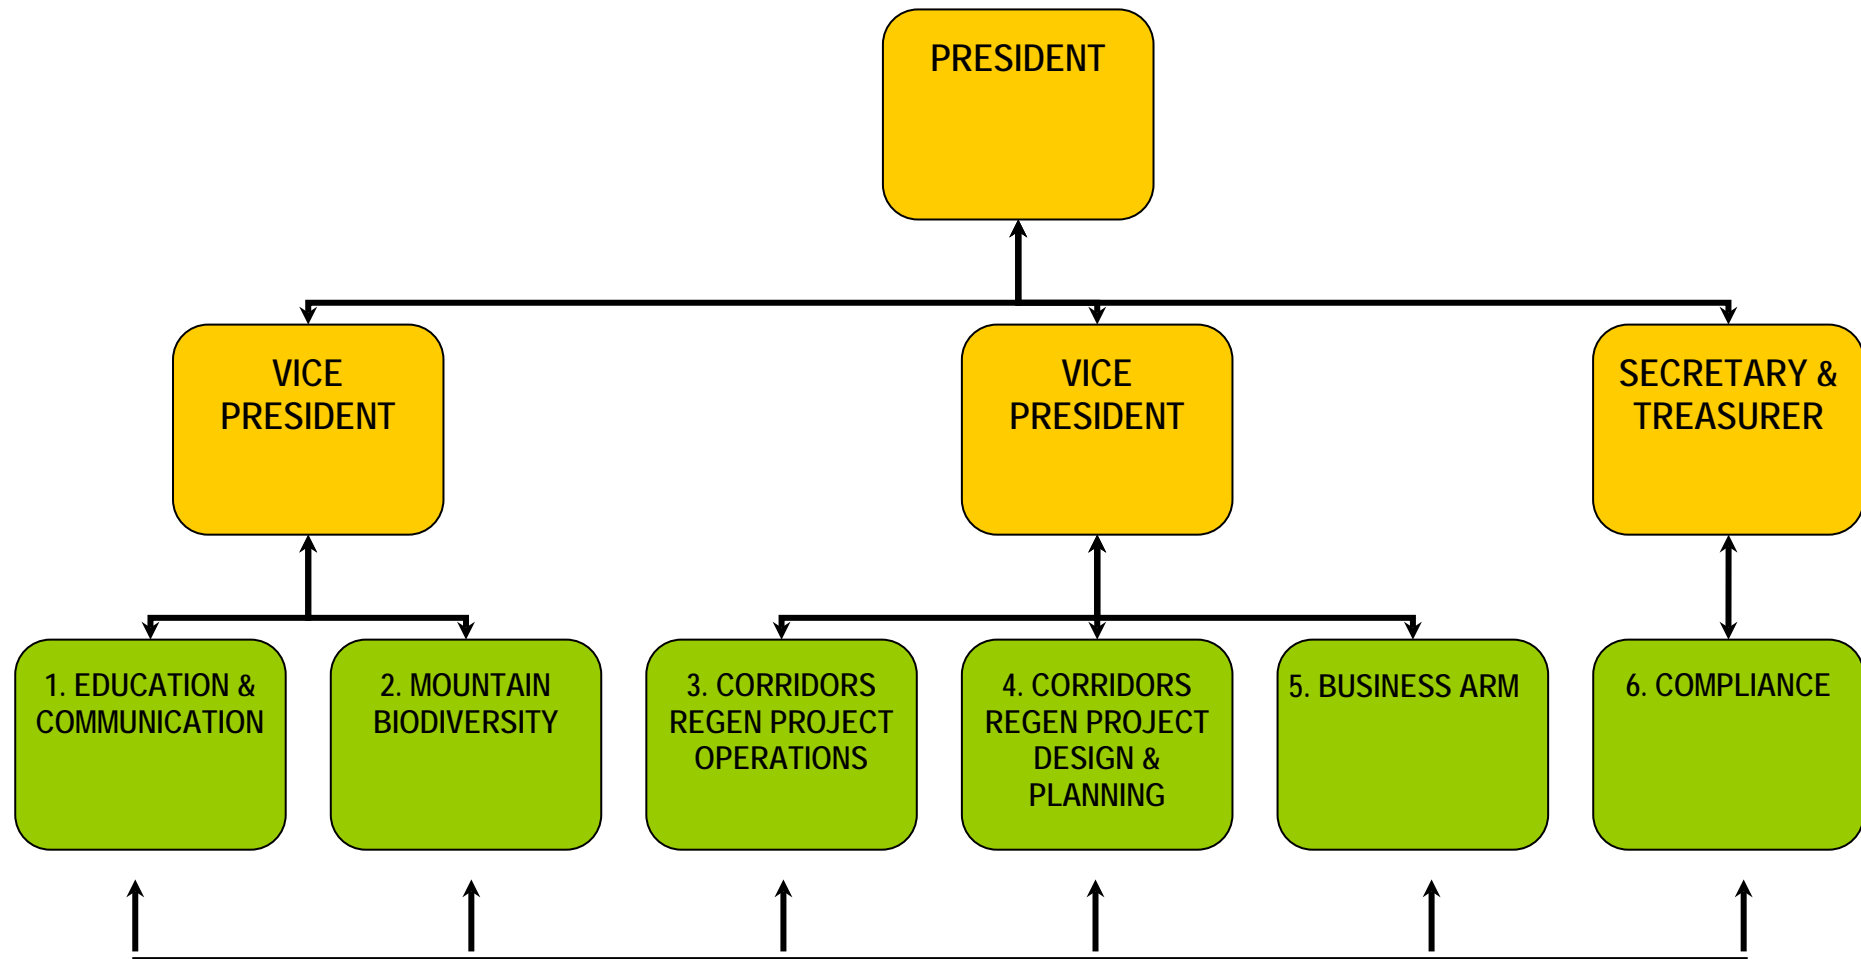 PRESIDENT
VICE
PRESIDENT
VICE
PRESIDENT
SECRETARY &
TREASURER
1. EDUCATION &
COMMUNICATION
2. MOUNTAIN
BIODIVERSITY
3. CORRIDORS
REGEN PROJECT
OPERATIONS
4. CORRIDORS
REGEN PROJECT
DESIGN &
PLANNING
5. BUSINESS ARM
6. COMPLIANCE